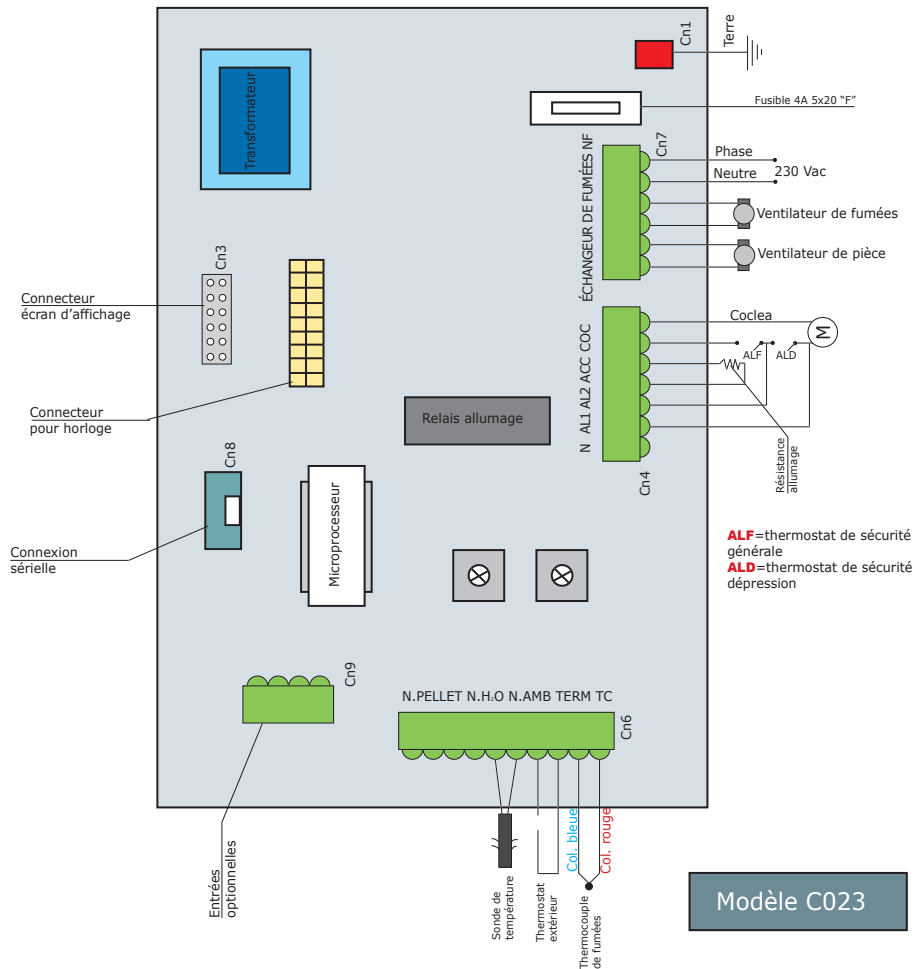 Cn1
Terre
Transformateur
Fusible 4A 5x20 “F”
Cn7
ÉCHANGEUR DE FUMÉES NF
Phase
Neutre
230 Vac
Ventilateur de fumées
Ventilateur de pièce
Cn3
Connecteur
écran d’affichage
Connecteur
pour horloge
Coclea
M
ALF
ALD
N AL1 AL2 ACC COC
Cn4
Résistance
allumage
Relais allumage
Cn8
Connexion
sérielle
Microprocesseur
ALF=thermostat de sécurité
générale
ALD=thermostat de sécurité
dépression
Cn9
N.PELLET N.H₂O N.AMB TERM TC
Cn6
Entrées
optionnelles
Col. bleue
Col. rouge
Sonde de
température
Thermostat
extérieur
Thermocouple
de fumées
Modèle C023